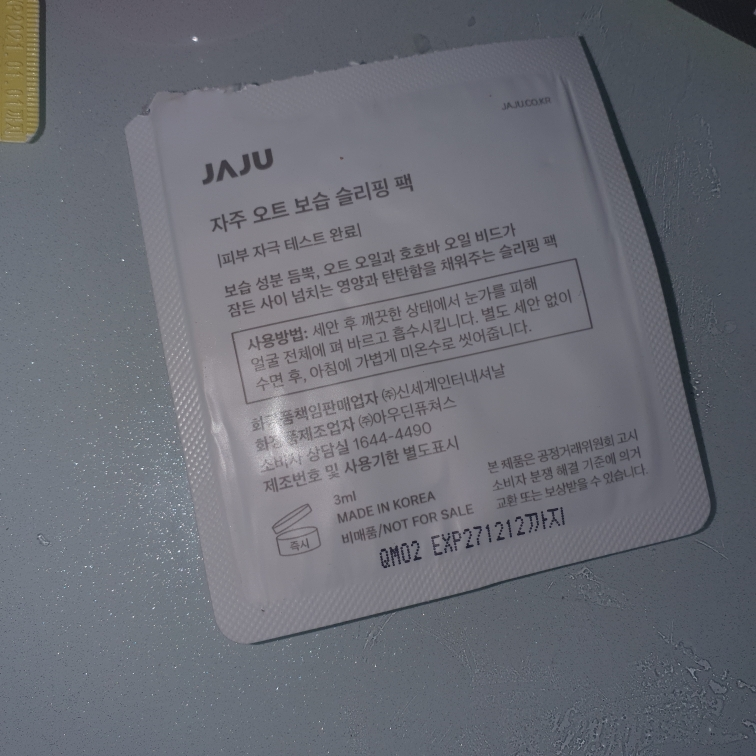 JAJU.CO.KR
JAJU
자주 오트 보습 슬리핑 팩
|피부 자극 테스트 완료|
보습 성분 듬뿍, 오트 오일과 호호바 오일 비드가
잠든 사이 넘치는 영양과 탄탄함을 채워주는 슬리핑 팩
사용방법: 세안 후 깨끗한 상태에서 눈가를 피해
얼굴 전체에 펴 바르고 흡수시킵니다. 별도 세안 없이
수면 후, 아침에 가볍게 미온수로 씻어줍니다.
화장품책임판매업자 ㈜신세계인터내셔날
화장품제조업자 ㈜아우딘퓨쳐스
소비자 상담실 1644-4490
제조번호 및 사용기한 별도표시
3ml
MADE IN KOREA
비매품/NOT FOR SALE
즉시
본 제품은 공정거래위원회 고시
소비자 분쟁 해결 기준에 의거
교환 또는 보상받을 수 있습니다.
QM02 EXP271212까지